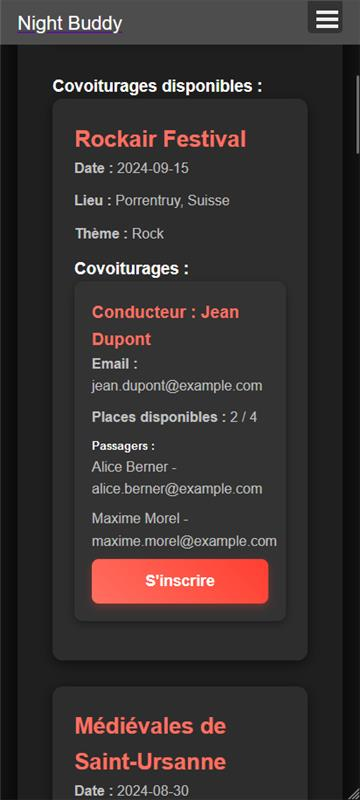 Night Buddy
Covoiturages disponibles :
Rockair Festival
Date : 2024-09-15
Lieu : Porrentruy, Suisse
Thème : Rock
Covoiturages :
Conducteur : Jean
Dupont
Email :
jean.dupont@example.com
Places disponibles : 2 / 4
Passagers :
Alice Berner -
alice.berner@example.com
Maxime Morel -
maxime.morel@example.com
S'inscrire
Médiévales de
Saint-Ursanne
Date : 2024-08-30